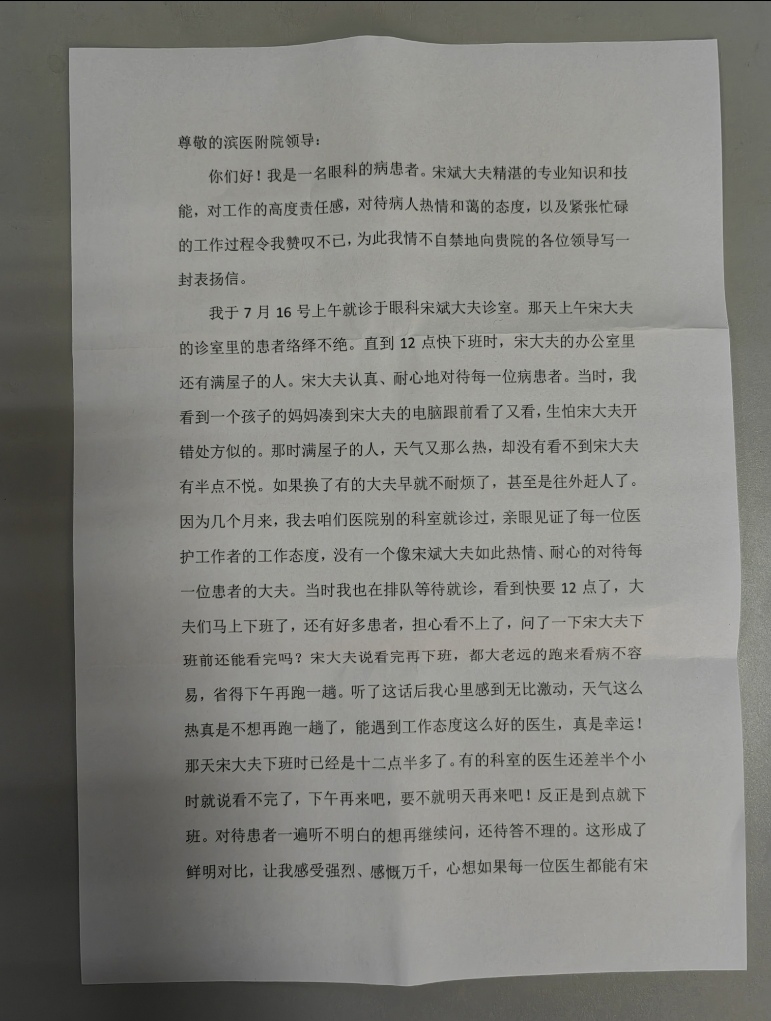 尊敬的滨医附院领导：
你们好！我是一名眼科的病患者。宋斌大夫精湛的专业知识和技
能，对工作的高度责任感，对待病人热情和蔼的态度，以及紧张忙碌
的工作过程令我赞叹不己，为此我情不自禁地向贵院的各位领导写一
封表扬信。
我于 7 月 16 号上午就诊于眼科宋斌大夫诊室。那天上午宋大夫
的诊室里的患者络绎不绝。直到 12 点快下班时，宋大夫的办公室里
还有满屋子的人。宋大夫认真、耐心地对待每一位病患者。当时，我
看到一个孩子的妈妈凑到宋大夫的电脑跟前看了又看，生怕宋大夫开
错处方似的。那时满屋子的人，天气又那么热，却没有看不到宋大夫
有半点不悦。如果换了有的大夫早就不耐烦了，甚至是往外赶人了。
因为几个月来，我去咱们医院别的科室就诊过，亲眼见证了每一位医
护工作者的工作态度，没有一个像宋斌大夫如此热情、耐心的对待每
一位患者的大夫。当时我也在排队等待就诊，看到快要 12 点了，大
夫们马上下班了，还有好多患者，担心看不上了，问了一下宋大夫下
班前还能看完吗？宋大夫说看完再下班，都大老远的跑来看病不容
易，省得下午再跑一趟。听了这话后我心里感到无比激动，天气这么
热真是不想再跑一趟了，能遇到工作态度这么好的医生，真是幸运！
那天宋大夫下班时已经是十二点半多了。有的科室的医生还差半个小
时就说看不完了，下午再来吧，要不就明天再来吧！反正是到点就下
班。对待患者一遍听不明白的想再继续问，还待答不理的。这形成了
鲜明对比，让我感受强烈、感慨万千，心想如果每一位医生都能有宋